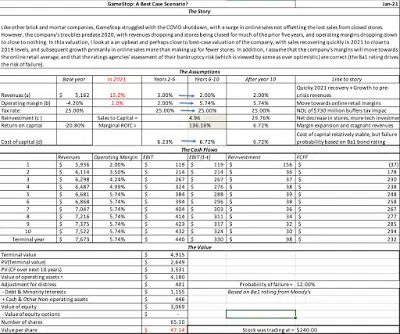 GameStop: A Best Case Scenario? Jan-21
The Story
Like other brick and mortar companies, GameStop struggled with the COVID shutdown, with a surge in online sales not offsetting the lost sales from closed stores.
However, the company's troubles predate 2020, with revenues dropping and stores being closed for much of the prior five years, and operating margins dropping down
to close to nothing. In this valuation, I look at an upbeat and perhaps close to best-case valuation of the company, with sales recovering quickly in 2021 to close to
2019 levels, and subsequent growth primarily in online sales more than making up for fewer stores. In addition, I assume that the company's margins will move towards
the online retail average, and that the ratings agencies' assessment of their bankruptcy risk (which is viewed by some as over optimistic) are correct (the Ba1 rating drives
the risk of failure).
The Assumptions
Base year In 2021 Years 2-5 Years 6-10 After year 10 Link to story
Revenues (a) $ 5,162 15.0% 3.00% 2.00% 2.00% Quicky 2021 recovery + Growth to pre-crisis revenues
Operating margin (b) -4.20% 2.0% 2.00% 5.74% 5.74% Move towards online retail margins
Tax rate 25.00% 25.00% 25.00% 25.00% NOL of $730 million buffers tax impac
Reinvestment (c) Sales to Capital = 4.96 29.76% Net decrease in stores, more tech investmen
Return on capital -20.80% Marginal ROIC = 136.16% 6.72% Margin expansion and stagnant revenues
Cost of capital (d) 6.23% 6.72% 6.72% Cost of capital relatively stable, but failure probability based on Ba1 bond rating
The Cash Flows
Revenues Operating Margin EBIT EBIT (1-t) Reinvestment FCFF
1 $ 5,936 2.00% $ 119 $ 119 $ 156 $ (37)
2 $ 6,114 3.50% $ 214 $ 214 $ 36 $ 178
3 $ 6,298 4.24% $ 267 $ 267 $ 37 $ 230
4 $ 6,487 4.99% $ 324 $ 276 $ 38 $ 238
5 $ 6,681 5.74% $ 384 $ 288 $ 39 $ 248
6 $ 6,868 5.74% $ 394 $ 296 $ 38 $ 258
7 $ 7,047 5.74% $ 404 $ 303 $ 36 $ 267
8 $ 7,216 5.74% $ 414 $ 311 $ 34 $ 277
9 $ 7,375 5.74% $ 423 $ 317 $ 32 $ 285
10 $ 7,522 5.74% $ 432 $ 324 $ 30 $ 294
Terminal year $ 7,673 5.74% $ 440 $ 330 $ 98 $ 232
The Value
Terminal value $ 4,915
PV(Terminal value) $ 2,649
PV (CF over next 10 years) $ 1,531
Value of operating assets = $ 4,180
Adjustment for distress $ 401 Probability of failure = 12.00%
- Debt & Minority Interests $ 1,155 Based on Ba1 rating from Moody's
+ Cash & Other Non-operating assets $ 446
Value of equity $ 3,069
- Value of equity options $ -
Number of shares 65.10
Value per share $ 47.14 Stock was trading at = $240.00